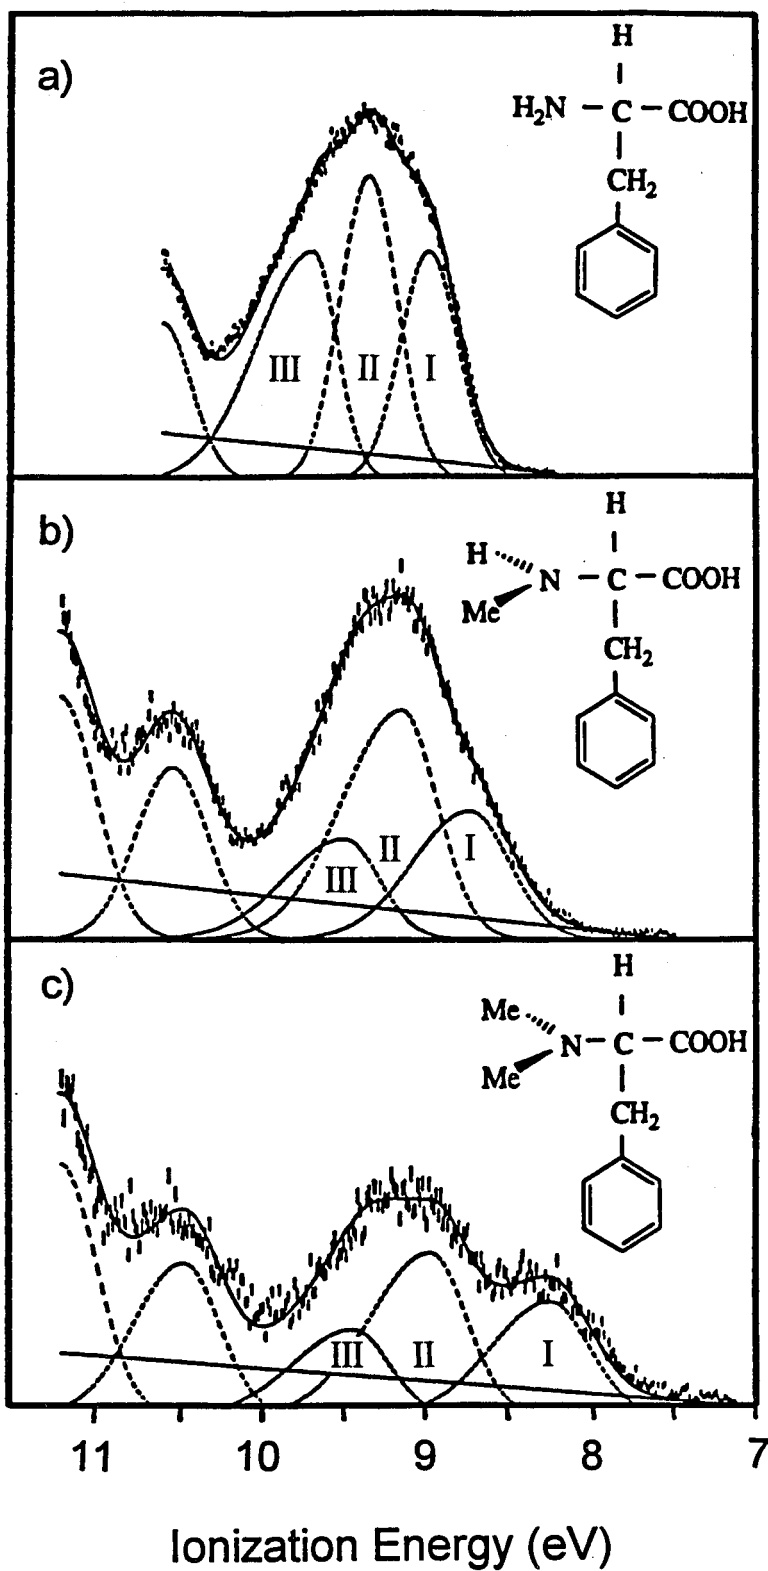 a)
H
H₂N – C – COOH
CH₂
III II I
b)
H
H
N – C – COOH
Me
CH₂
III II I
c)
H
Me
N – C – COOH
Me
CH₂
III II I
11 10 9 8 7
Ionization Energy (eV)